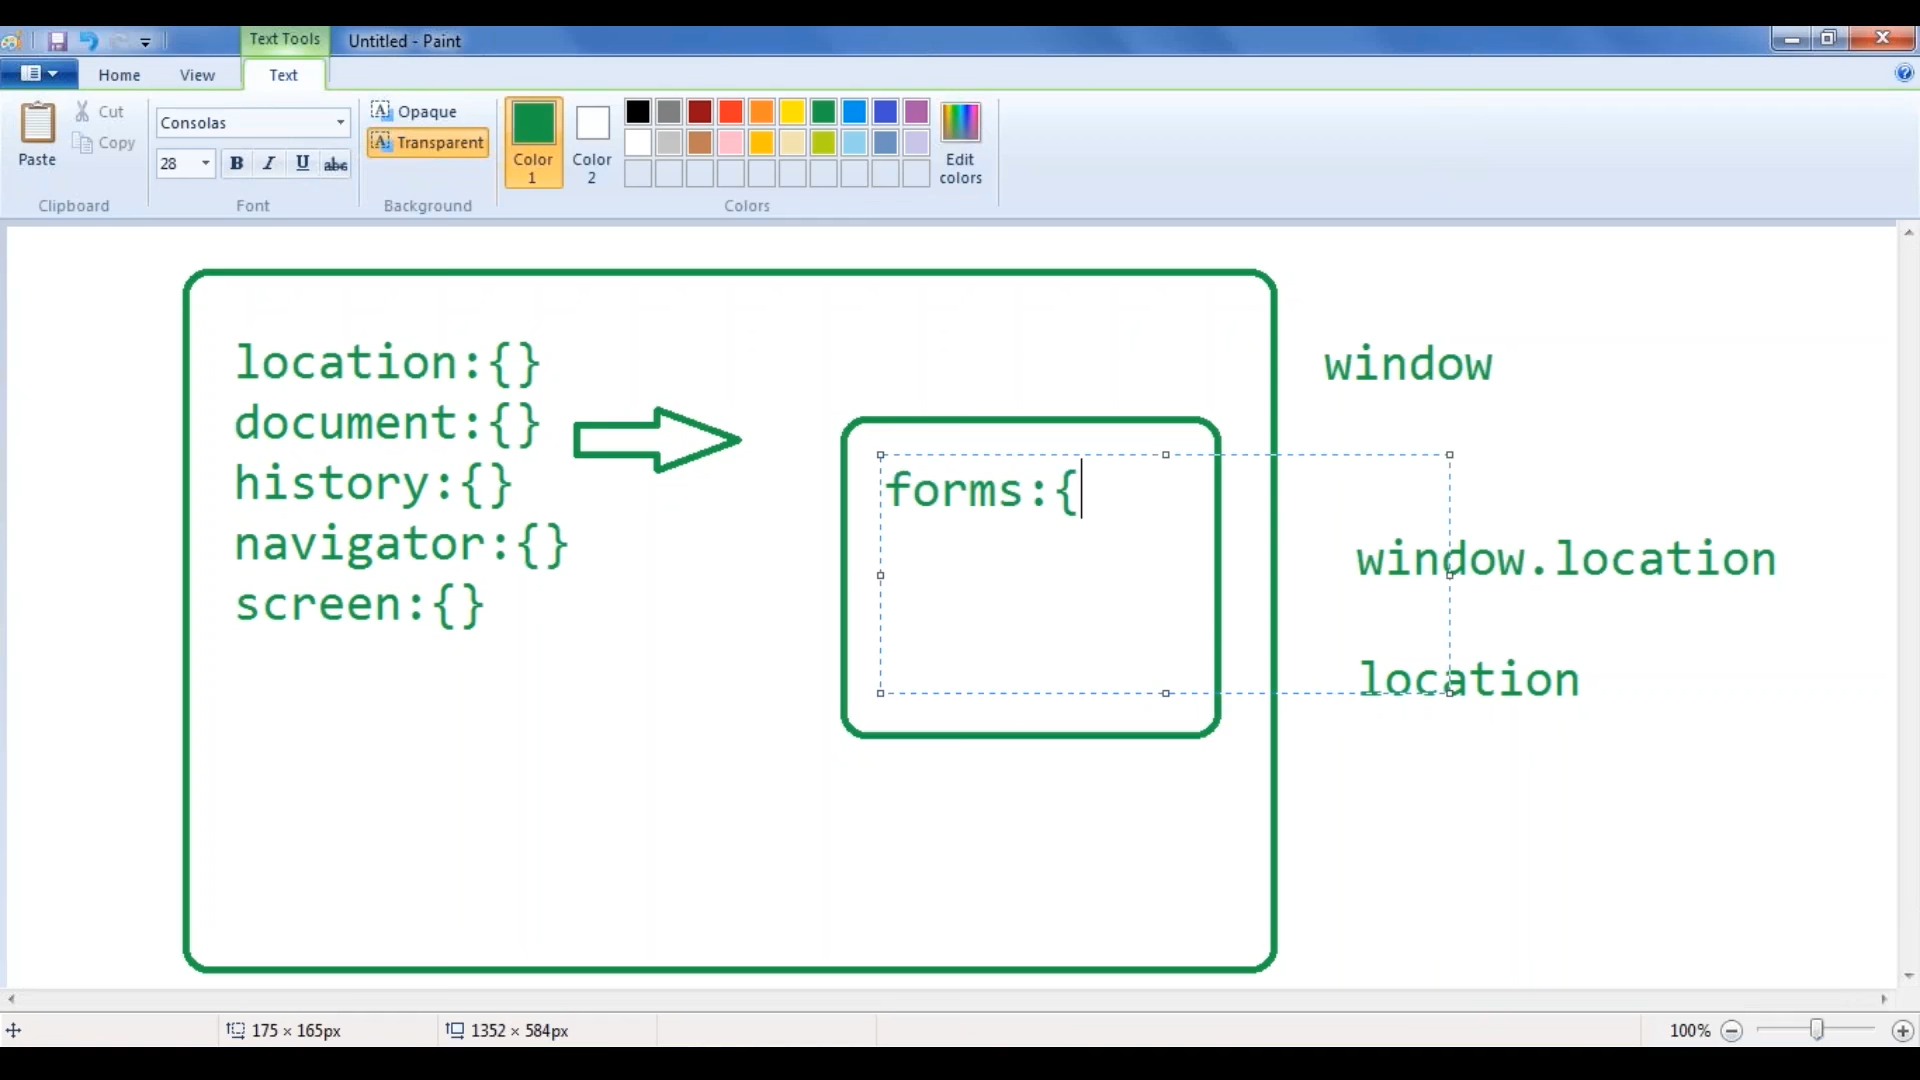 Text Tools
Untitled - Paint
Home
View
Text
Paste
Cut
Copy
Clipboard
Consolas
28
B I U abc
Font
Opaque
Transparent
Background
Color 1
Color 2
Edit colors
Colors
location:{}
document:{}
history:{}
navigator:{}
screen:{}
forms:{
window
window.location
location
175 × 165px
1352 × 584px
100%